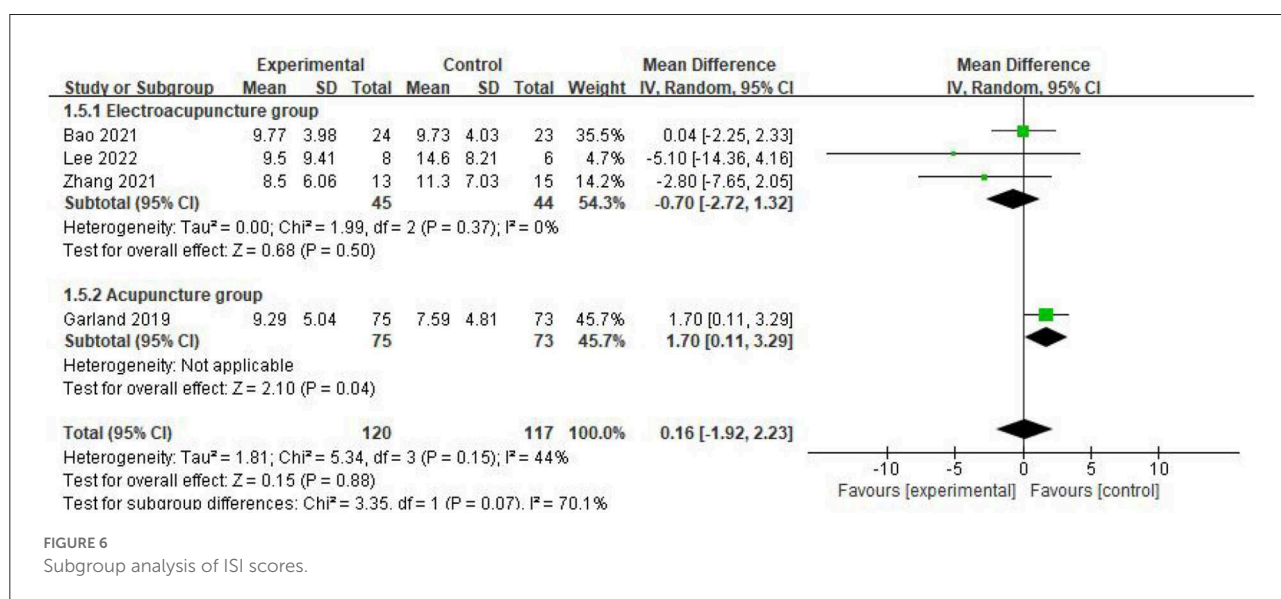 Experimental Control Mean Difference Mean Difference
Study or Subgroup Mean SD Total Mean SD Total Weight IV, Random, 95% CI IV, Random, 95% CI
1.5.1 Electroacupuncture group
Bao 2021 9.77 3.98 24 9.73 4.03 23 35.5% 0.04 [-2.25, 2.33]
Lee 2022 9.5 9.41 8 14.6 8.21 6 4.7% -5.10 [-14.36, 4.16]
Zhang 2021 8.5 6.06 13 11.3 7.03 15 14.2% -2.80 [-7.65, 2.05]
Subtotal (95% CI) 45 44 54.3% -0.70 [-2.72, 1.32]
Heterogeneity: Tau² = 0.00; Chi² = 1.99, df = 2 (P = 0.37); I² = 0%
Test for overall effect: Z = 0.68 (P = 0.50)
1.5.2 Acupuncture group
Garland 2019 9.29 5.04 75 7.59 4.81 73 45.7% 1.70 [0.11, 3.29]
Subtotal (95% CI) 75 73 45.7% 1.70 [0.11, 3.29]
Heterogeneity: Not applicable
Test for overall effect: Z = 2.10 (P = 0.04)
Total (95% CI) 120 117 100.0% 0.16 [-1.92, 2.23]
Heterogeneity: Tau² = 1.81; Chi² = 5.34, df = 3 (P = 0.15); I² = 44%
Test for overall effect: Z = 0.15 (P = 0.88)
Test for subgroup differences: Chi² = 3.35, df = 1 (P = 0.07), I² = 70.1%
-10 -5 0 5 10
Favours [experimental] Favours [control]
FIGURE 6
Subgroup analysis of ISI scores.